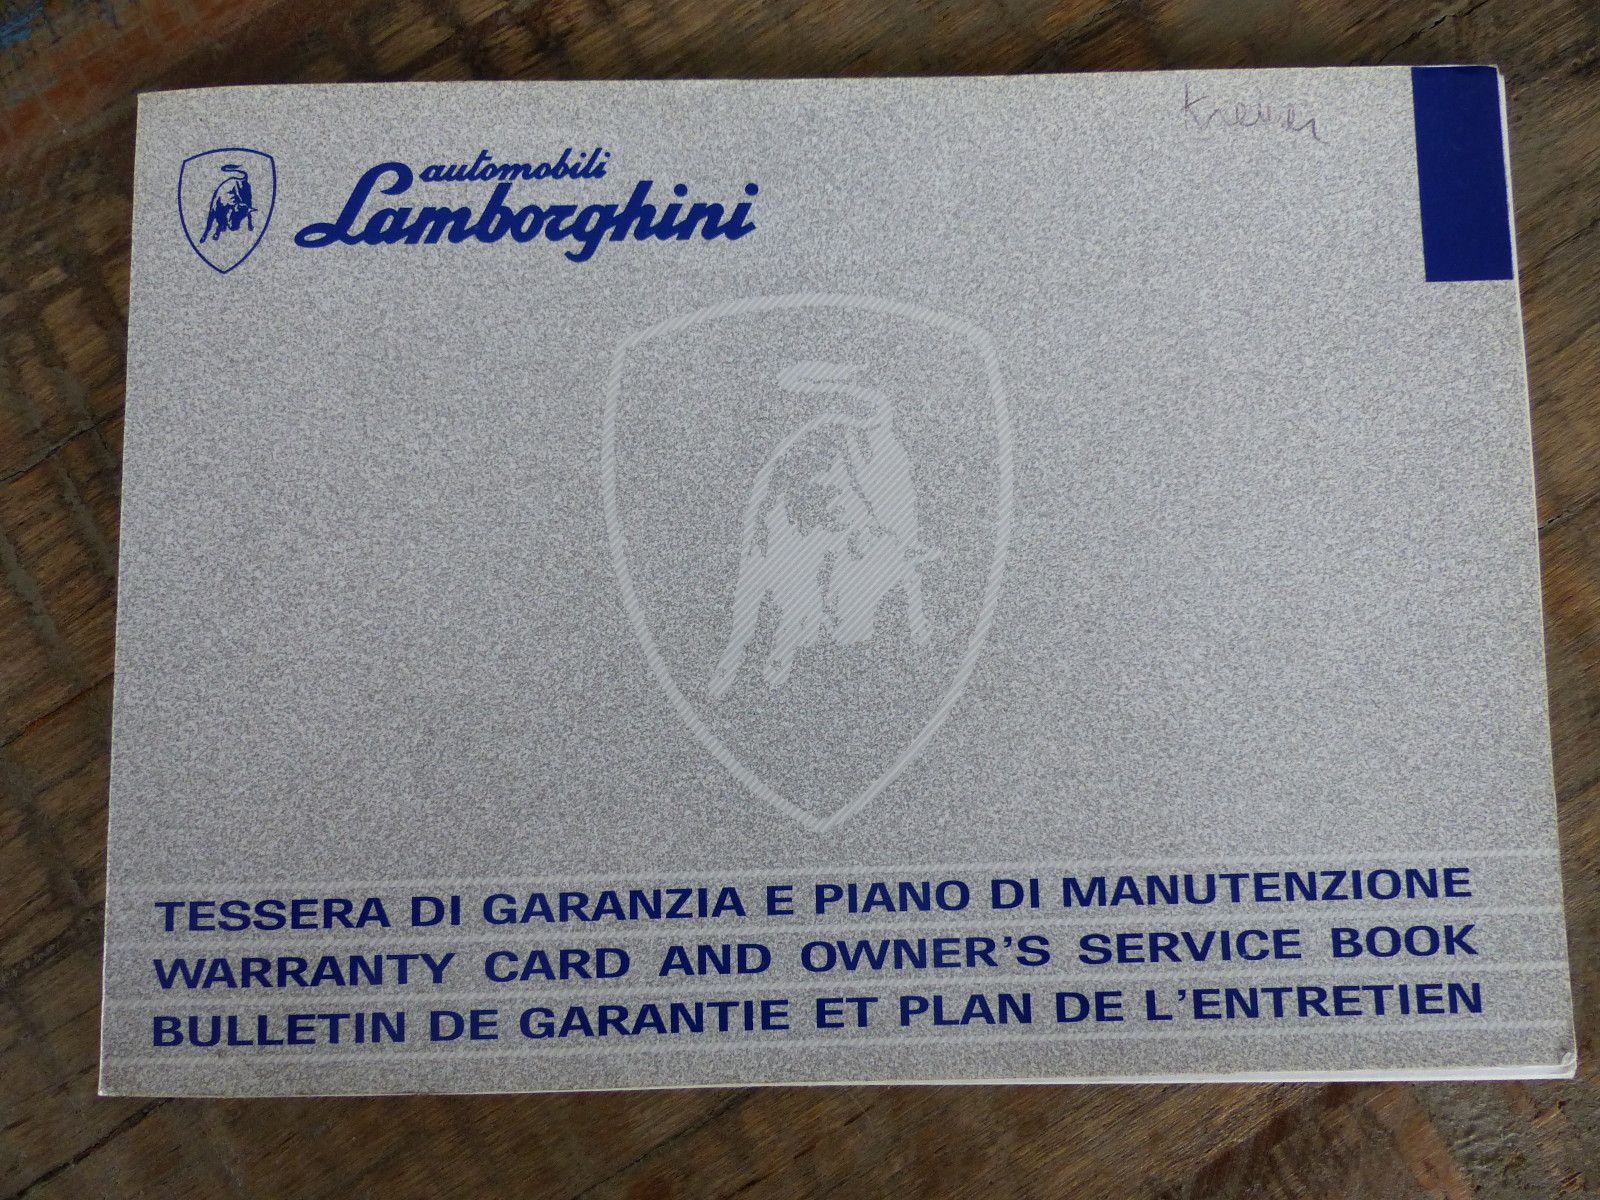 automobili
Lamborghini
TESSERA DI GARANZIA E PIANO DI MANUTENZIONE
WARRANTY CARD AND OWNER'S SERVICE BOOK
BULLETIN DE GARANTIE ET PLAN DE L'ENTRETIEN